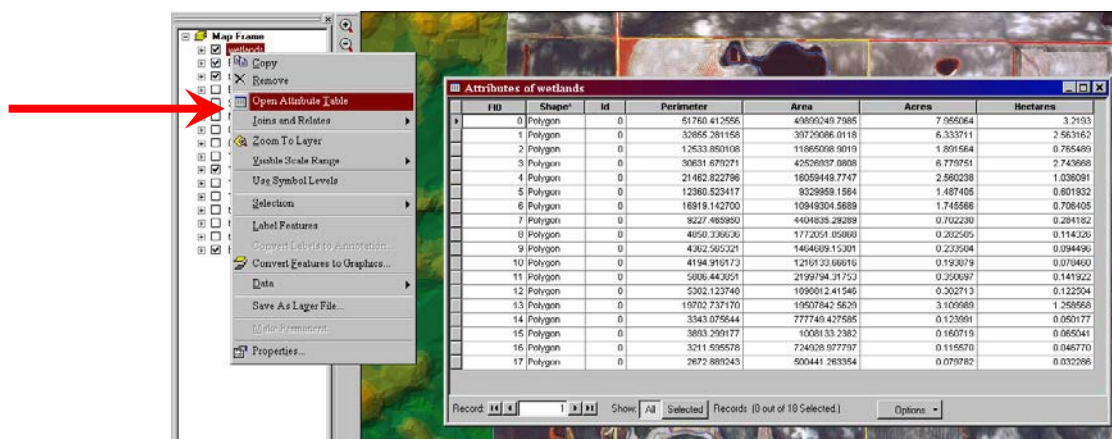 Map Frame
wetlands
Copy
Remove
Open Attribute Table
Joins and Relates
Zoom To Layer
Visible Scale Range
Use Symbol Levels
Selection
Label Features
Convert Labels to Annotation...
Convert Features to Graphics...
Data
Save As Layer File...
Make Permanent
Properties...
Attributes of wetlands
FID Shape* Id Perimeter Area Acres Hectares
0 Polygon 0 51760.412556 49899249.7985 7.955064 3.2193
1 Polygon 0 32855.281158 39729086.0118 6.333711 2.563162
2 Polygon 0 12533.850108 11865098.9019 1.891564 0.765489
3 Polygon 0 30631.679271 42526937.0808 6.779751 2.743668
4 Polygon 0 21462.822796 16059449.7747 2.560238 1.036091
5 Polygon 0 12360.523417 9329959.1564 1.487405 0.601932
6 Polygon 0 16919.142700 10949304.5689 1.745566 0.706405
7 Polygon 0 9227.465950 4404835.29289 0.702230 0.284182
8 Polygon 0 4850.336636 1772051.05868 0.282505 0.114326
9 Polygon 0 4362.565321 1464689.15301 0.233504 0.094496
10 Polygon 0 4194.916173 1216133.66616 0.193879 0.078460
11 Polygon 0 5806.443051 2199794.31753 0.350697 0.141922
12 Polygon 0 5302.123748 1898812.41546 0.302713 0.122504
13 Polygon 0 19702.737170 19507842.5629 3.109989 1.258568
14 Polygon 0 3343.075644 777749.427585 0.123991 0.050177
15 Polygon 0 3893.299177 1008133.2382 0.160719 0.065041
16 Polygon 0 3211.595578 724928.977797 0.115570 0.046770
17 Polygon 0 2672.889243 500441.263354 0.079782 0.032286
Record: 1 Show: All Selected Records (0 out of 18 Selected.) Options